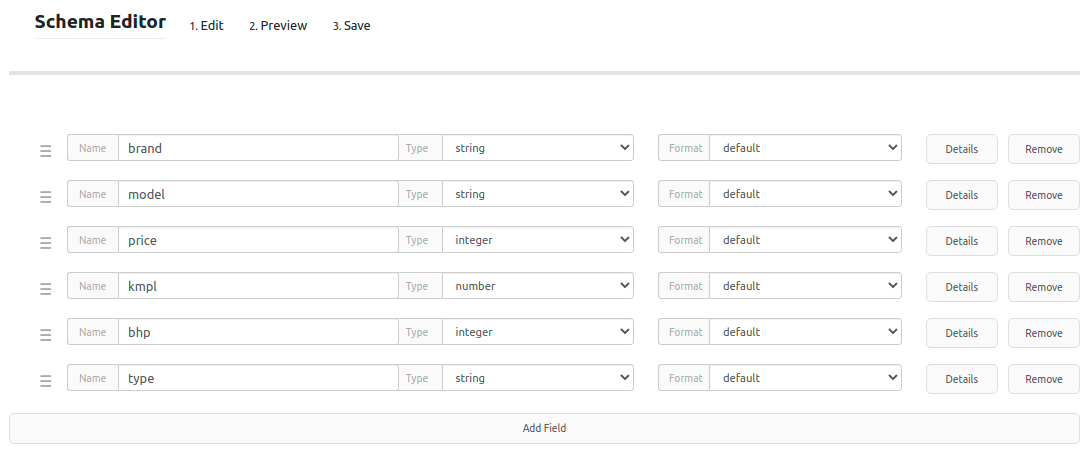 Schema Editor 1. Edit 2. Preview 3. Save
Name brand Type string Format default Details Remove
Name model Type string Format default Details Remove
Name price Type integer Format default Details Remove
Name kmpl Type number Format default Details Remove
Name bhp Type integer Format default Details Remove
Name type Type string Format default Details Remove
Add Field